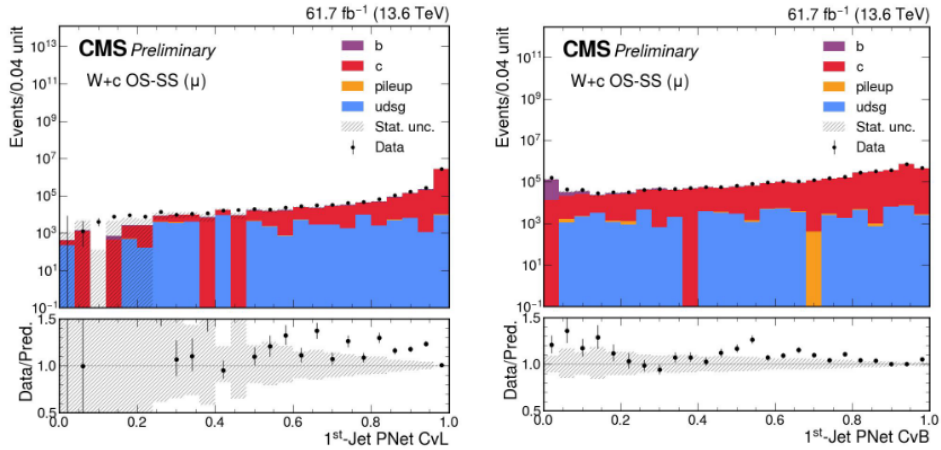 61.7 fb⁻¹ (13.6 TeV)
CMS Preliminary
W+c OS-SS (μ)
b
c
pileup
udsg
Stat. unc.
Data
Events/0.04 unit
10¹³
10¹¹
10⁹
10⁷
10⁵
10³
10¹
10⁻¹
Data/Pred.
1.5
1.0
0.5
0.0 0.2 0.4 0.6 0.8 1.0
1ˢᵗ-Jet PNet CvL
61.7 fb⁻¹ (13.6 TeV)
CMS Preliminary
W+c OS-SS (μ)
b
c
pileup
udsg
Stat. unc.
Data
Events/0.04 unit
10¹¹
10⁹
10⁷
10⁵
10³
10¹
10⁻¹
Data/Pred.
1.5
1.0
0.5
0.0 0.2 0.4 0.6 0.8 1.0
1ˢᵗ-Jet PNet CvB